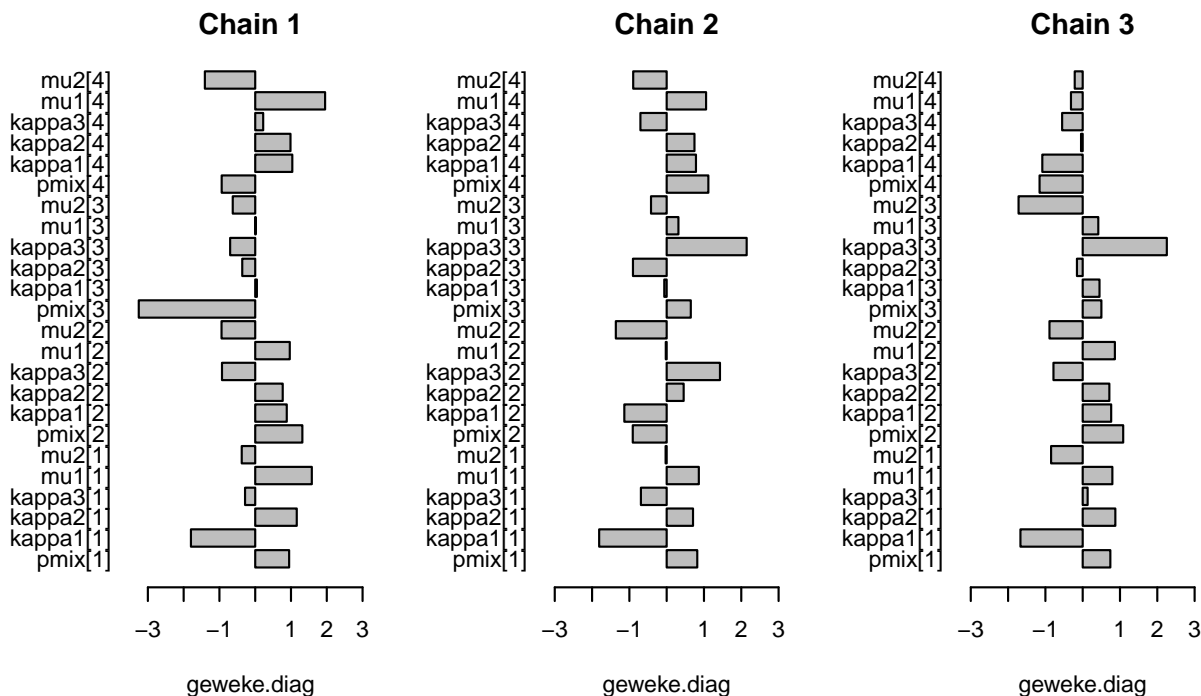 Chain 1
mu2[4]
mu1[4]
kappa3[4]
kappa2[4]
kappa1[4]
pmix[4]
mu2[3]
mu1[3]
kappa3[3]
kappa2[3]
kappa1[3]
pmix[3]
mu2[2]
mu1[2]
kappa3[2]
kappa2[2]
kappa1[2]
pmix[2]
mu2[1]
mu1[1]
kappa3[1]
kappa2[1]
kappa1[1]
pmix[1]
−3 −1 1 2 3
geweke.diag
Chain 2
mu2[4]
mu1[4]
kappa3[4]
kappa2[4]
kappa1[4]
pmix[4]
mu2[3]
mu1[3]
kappa3[3]
kappa2[3]
kappa1[3]
pmix[3]
mu2[2]
mu1[2]
kappa3[2]
kappa2[2]
kappa1[2]
pmix[2]
mu2[1]
mu1[1]
kappa3[1]
kappa2[1]
kappa1[1]
pmix[1]
−3 −1 1 2 3
geweke.diag
Chain 3
mu2[4]
mu1[4]
kappa3[4]
kappa2[4]
kappa1[4]
pmix[4]
mu2[3]
mu1[3]
kappa3[3]
kappa2[3]
kappa1[3]
pmix[3]
mu2[2]
mu1[2]
kappa3[2]
kappa2[2]
kappa1[2]
pmix[2]
mu2[1]
mu1[1]
kappa3[1]
kappa2[1]
kappa1[1]
pmix[1]
−3 −1 1 2 3
geweke.diag